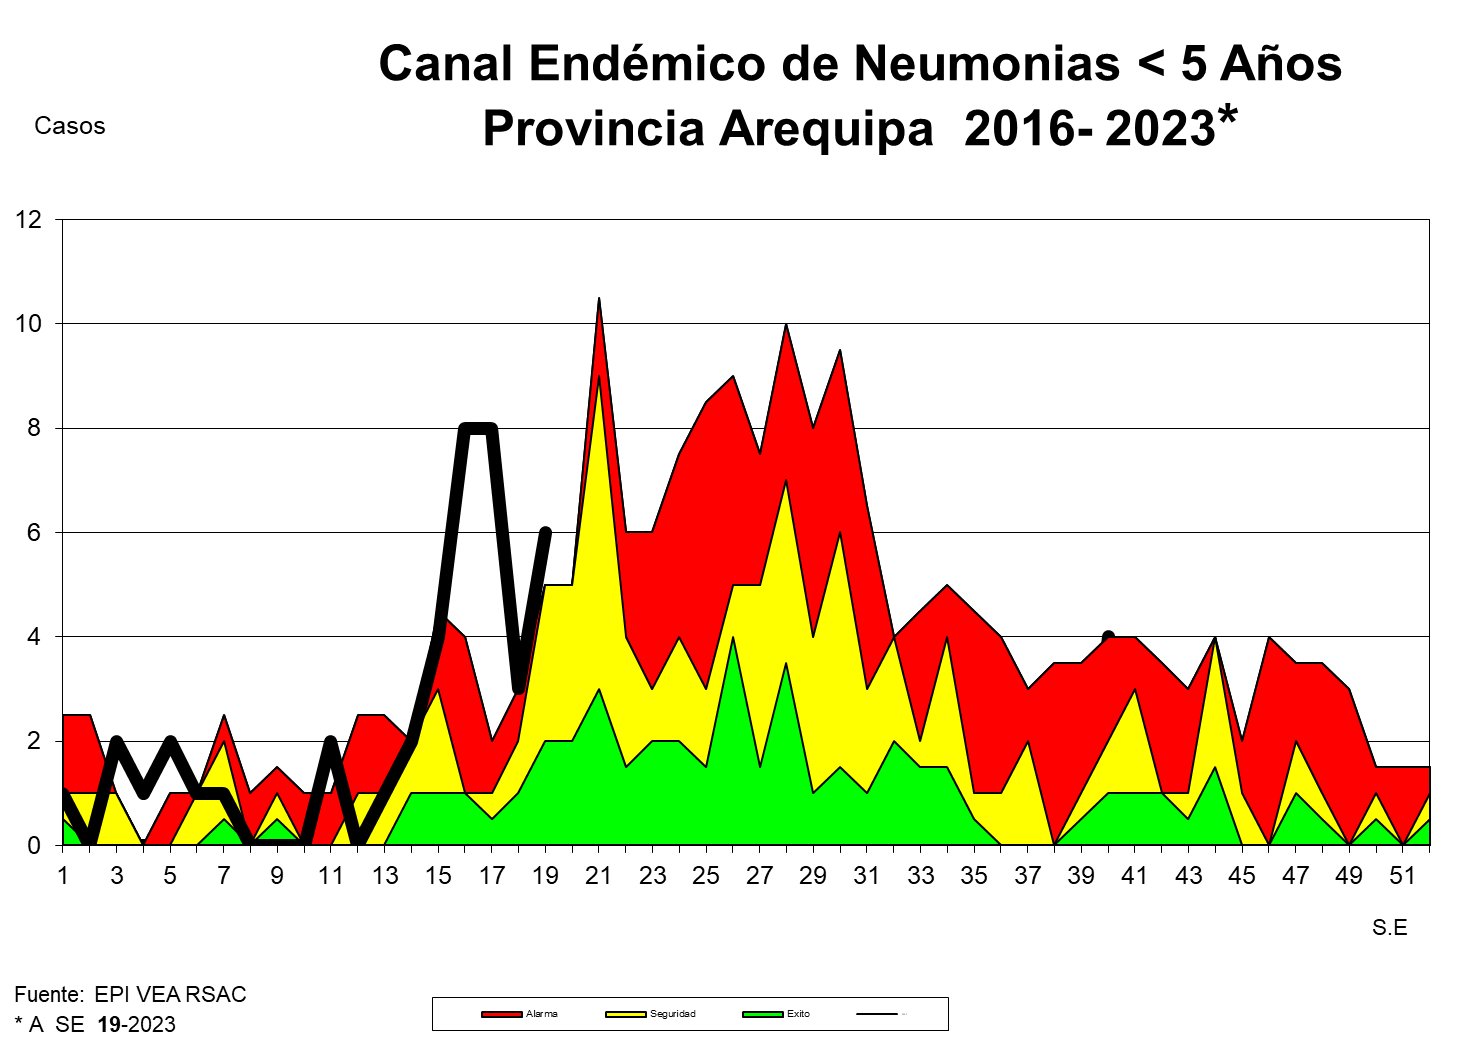 Canal Endémico de Neumonias < 5 Años
Provincia Arequipa 2016- 2023*
Casos
12
10
8
6
4
2
0
1 3 5 7 9 11 13 15 17 19 21 23 25 27 29 31 33 35 37 39 41 43 45 47 49 51
S.E
Fuente: EPI VEA RSAC
* A SE 19-2023
Alarma Seguridad Exito